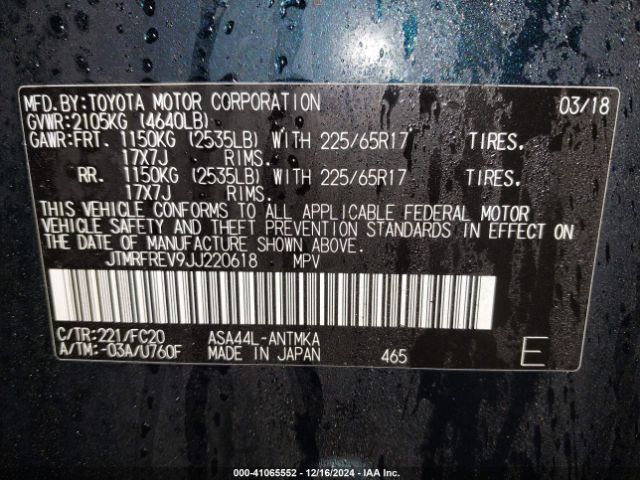 MFD.BY:TOYOTA MOTOR CORPORATION 03/18
GVWR:2105KG (4640LB)
GAWR:FRT. 1150KG (2535LB) WITH 225/65R17 TIRES,
17X7J RIMS.
RR. 1150KG (2535LB) WITH 225/65R17 TIRES,
17X7J RIMS.
THIS VEHICLE CONFORMS TO ALL APPLICABLE FEDERAL MOTOR
VEHICLE SAFETY AND THEFT PREVENTION STANDARDS IN EFFECT ON
THE DATE OF MANUFACTURE SHOWN ABOVE.
JTMRFREV9JJ220618 MPV
C/TR:221/FC20 ASA44L-ANTMKA
A/TM:-03A/U760F MADE IN JAPAN 465 E
000-41065552 / 12/16/2024 / IAA Inc.